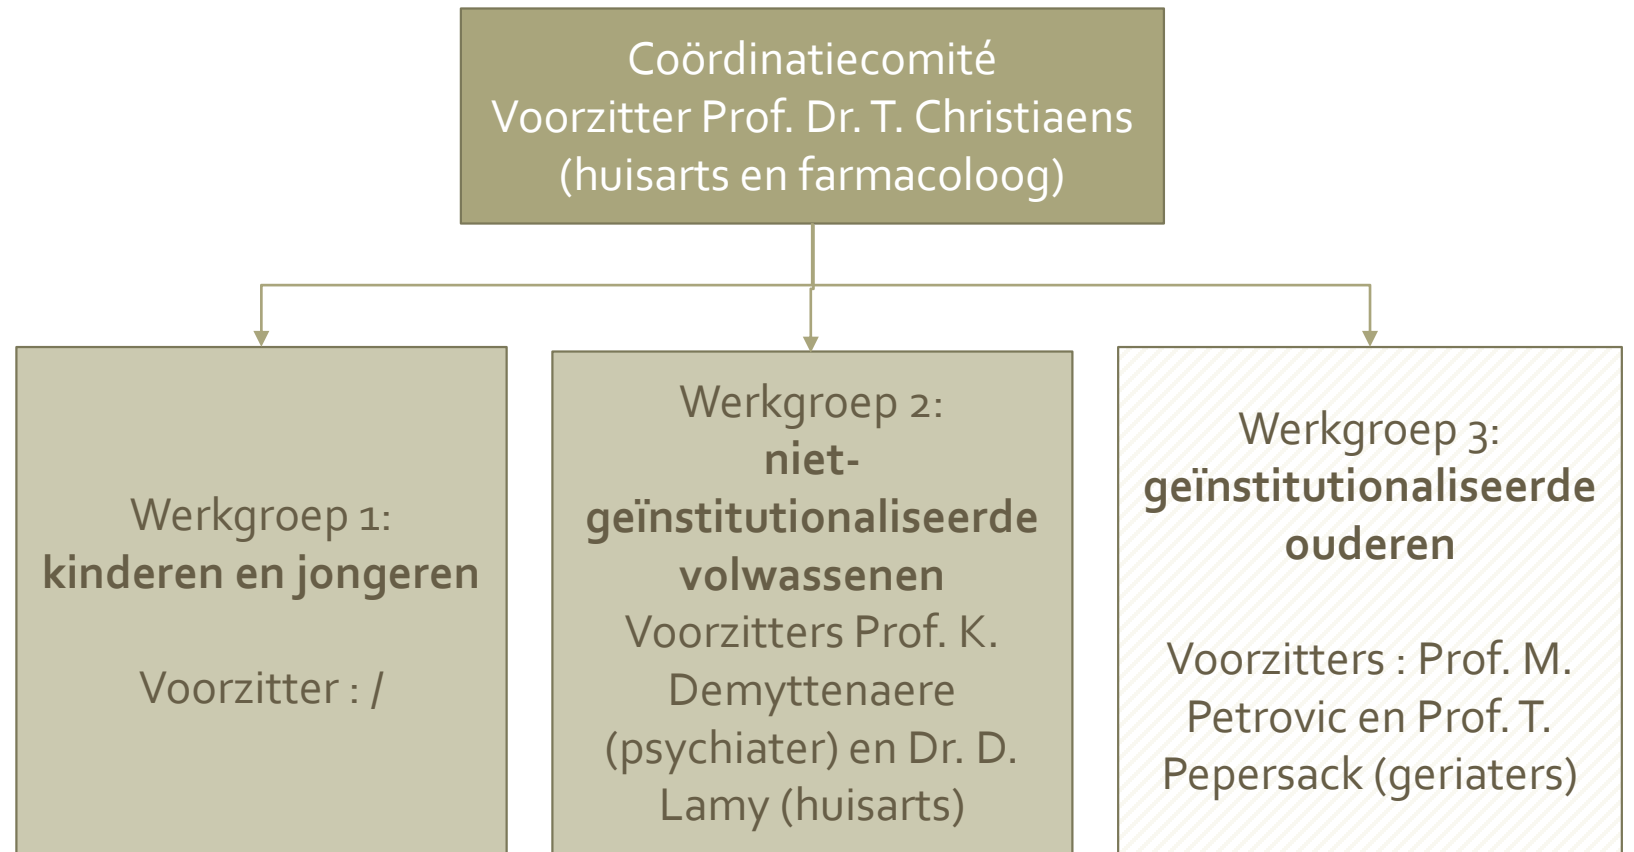 Coördinatiecomité
Voorzitter Prof. Dr. T. Christiaens
(huisarts en farmacoloog)
Werkgroep 1:
kinderen en jongeren
Voorzitter : /
Werkgroep 2:
niet-
geïnstitutionaliseerde
volwassenen
Voorzitters Prof. K.
Demyttenaere
(psychiater) en Dr. D.
Lamy (huisarts)
Werkgroep 3:
geïnstitutionaliseerde
ouderen
Voorzitters : Prof. M.
Petrovic en Prof. T.
Pepersack (geriaters)